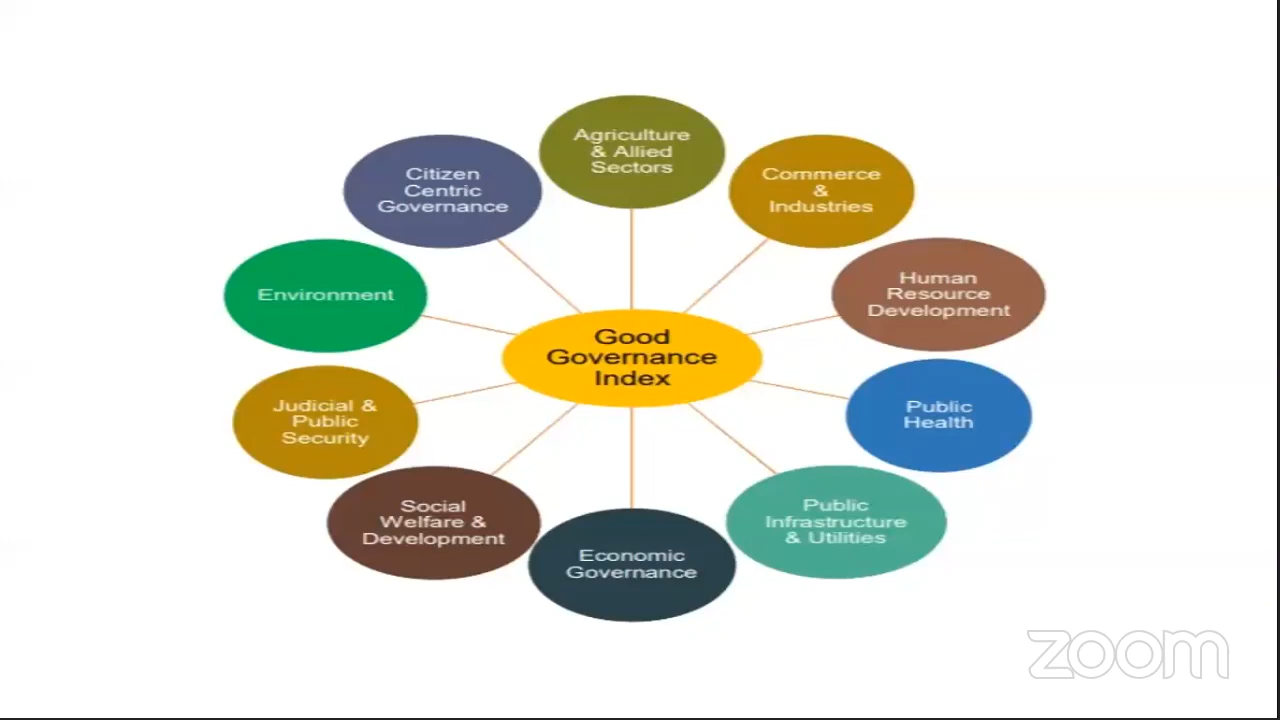 Agriculture
& Allied
Sectors
Commerce
&
Industries
Human
Resource
Development
Public
Health
Public
Infrastructure
& Utilities
Economic
Governance
Social
Welfare &
Development
Judicial &
Public
Security
Environment
Citizen
Centric
Governance
Good
Governance
Index
zoom